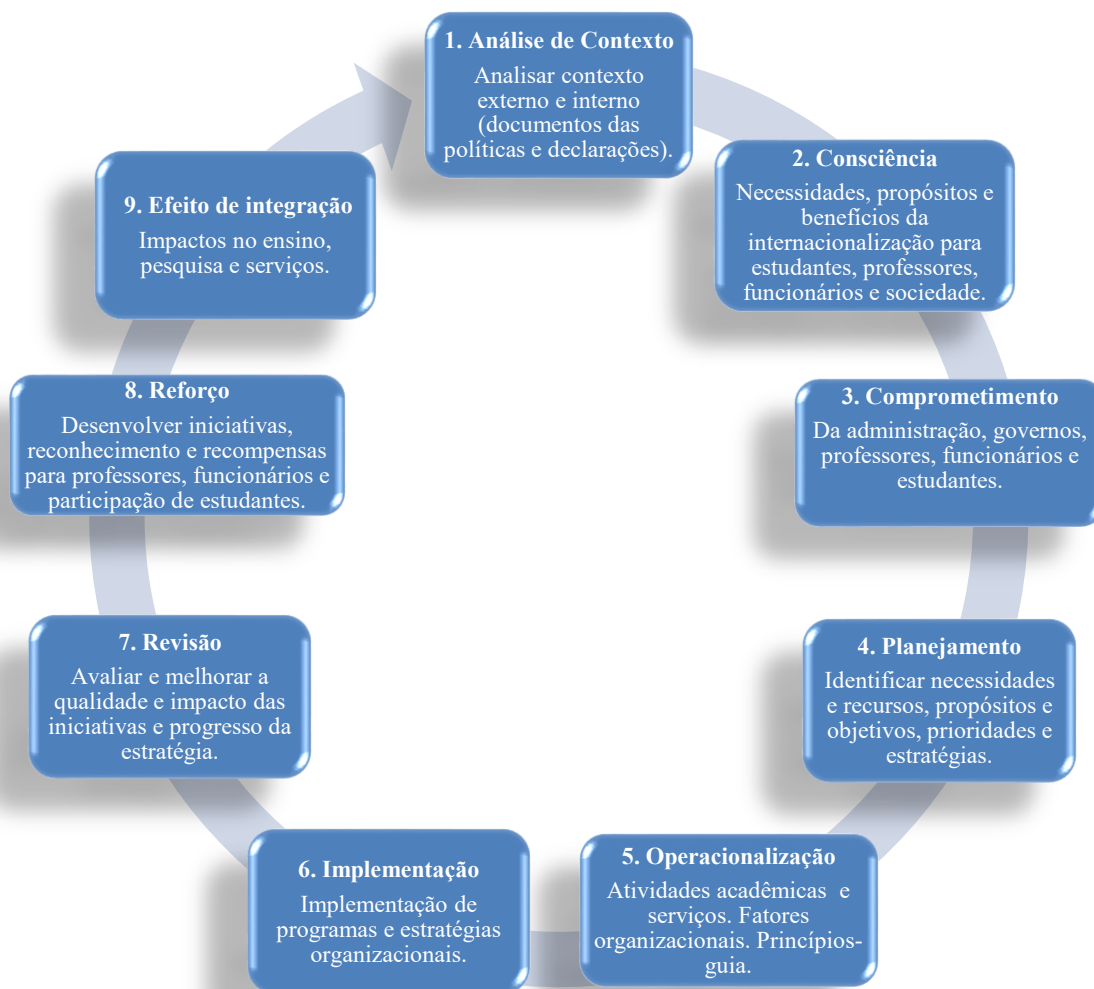 1. Análise de Contexto
Analisar contexto
externo e interno
(documentos das
políticas e declarações).
2. Consciência
Necessidades, propósitos e
benefícios da
internacionalização para
estudantes, professores,
funcionários e sociedade.
3. Comprometimento
Da administração, governos,
professores, funcionários e
estudantes.
4. Planejamento
Identificar necessidades
e recursos, propósitos e
objetivos, prioridades e
estratégias.
5. Operacionalização
Atividades acadêmicas e
serviços. Fatores
organizacionais. Princípios-
guia.
6. Implementação
Implementação de
programas e estratégias
organizacionais.
7. Revisão
Avaliar e melhorar a
qualidade e impacto das
iniciativas e progresso da
estratégia.
8. Reforço
Desenvolver iniciativas,
reconhecimento e recompensas
para professores, funcionários e
participação de estudantes.
9. Efeito de integração
Impactos no ensino,
pesquisa e serviços.